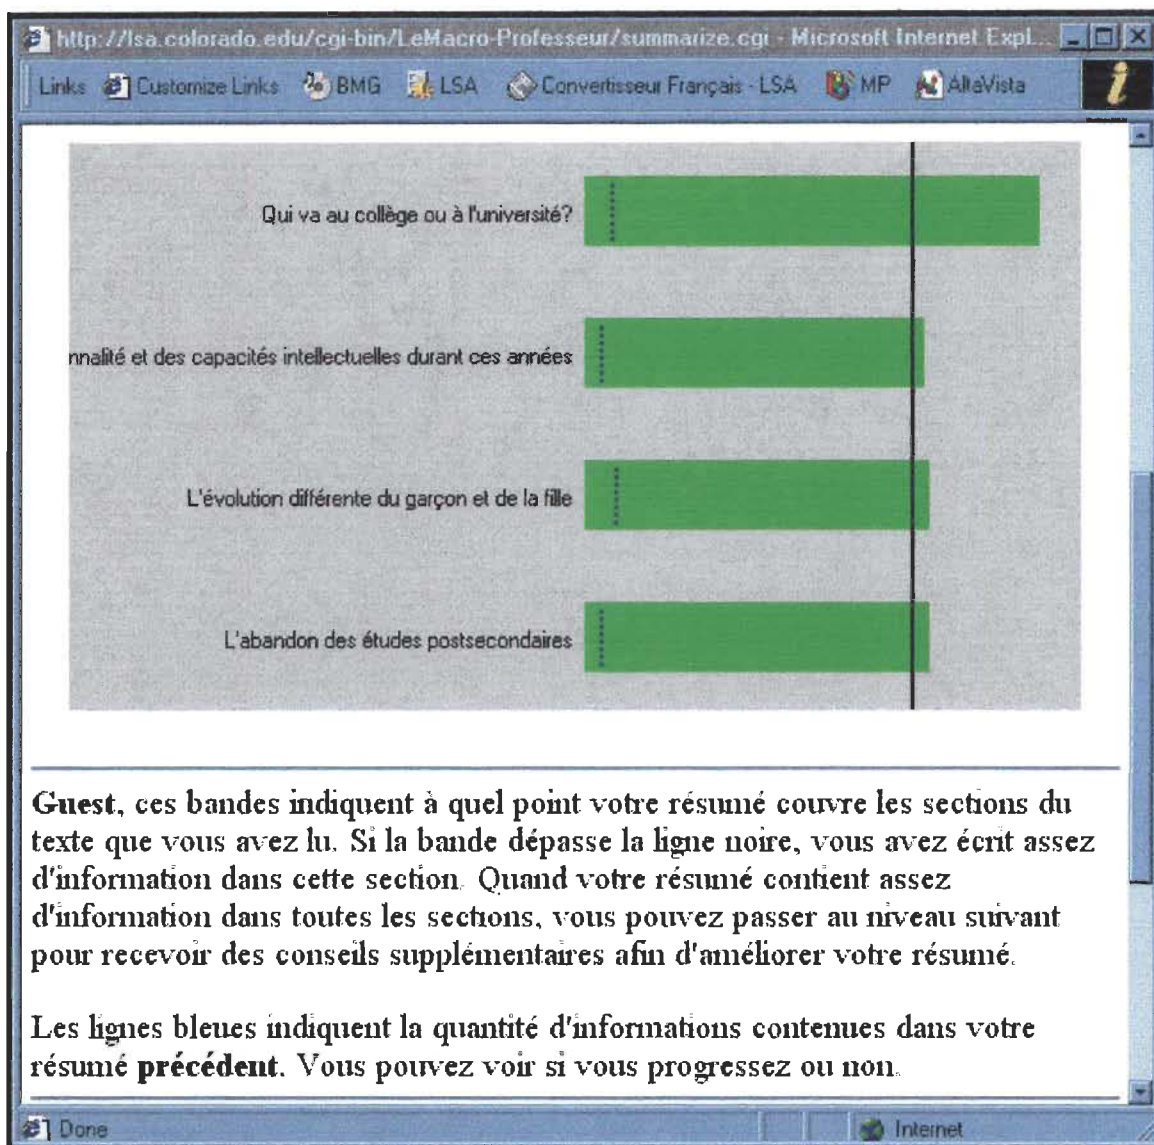 http://lsa.colorado.edu/cgi-bin/LeMacro-Professeur/summarize.cgi - Microsoft Internet Expl...
Links Customize Links BMG LSA Convertisseur Français - LSA MP AltaVista
Qui va au collège ou à l'université?
nnalité et des capacités intellectuelles durant ces années
L'évolution différente du garçon et de la fille
L'abandon des études postsecondaires
Guest, ces bandes indiquent à quel point votre résumé couvre les sections du
texte que vous avez lu. Si la bande dépasse la ligne noire, vous avez écrit assez
d'information dans cette section. Quand votre résumé contient assez
d'information dans toutes les sections, vous pouvez passer au niveau suivant
pour recevoir des conseils supplémentaires afin d'améliorer votre résumé.
Les lignes bleues indiquent la quantité d'informations contenues dans votre
résumé précédent. Vous pouvez voir si vous progressez ou non.
Done Internet